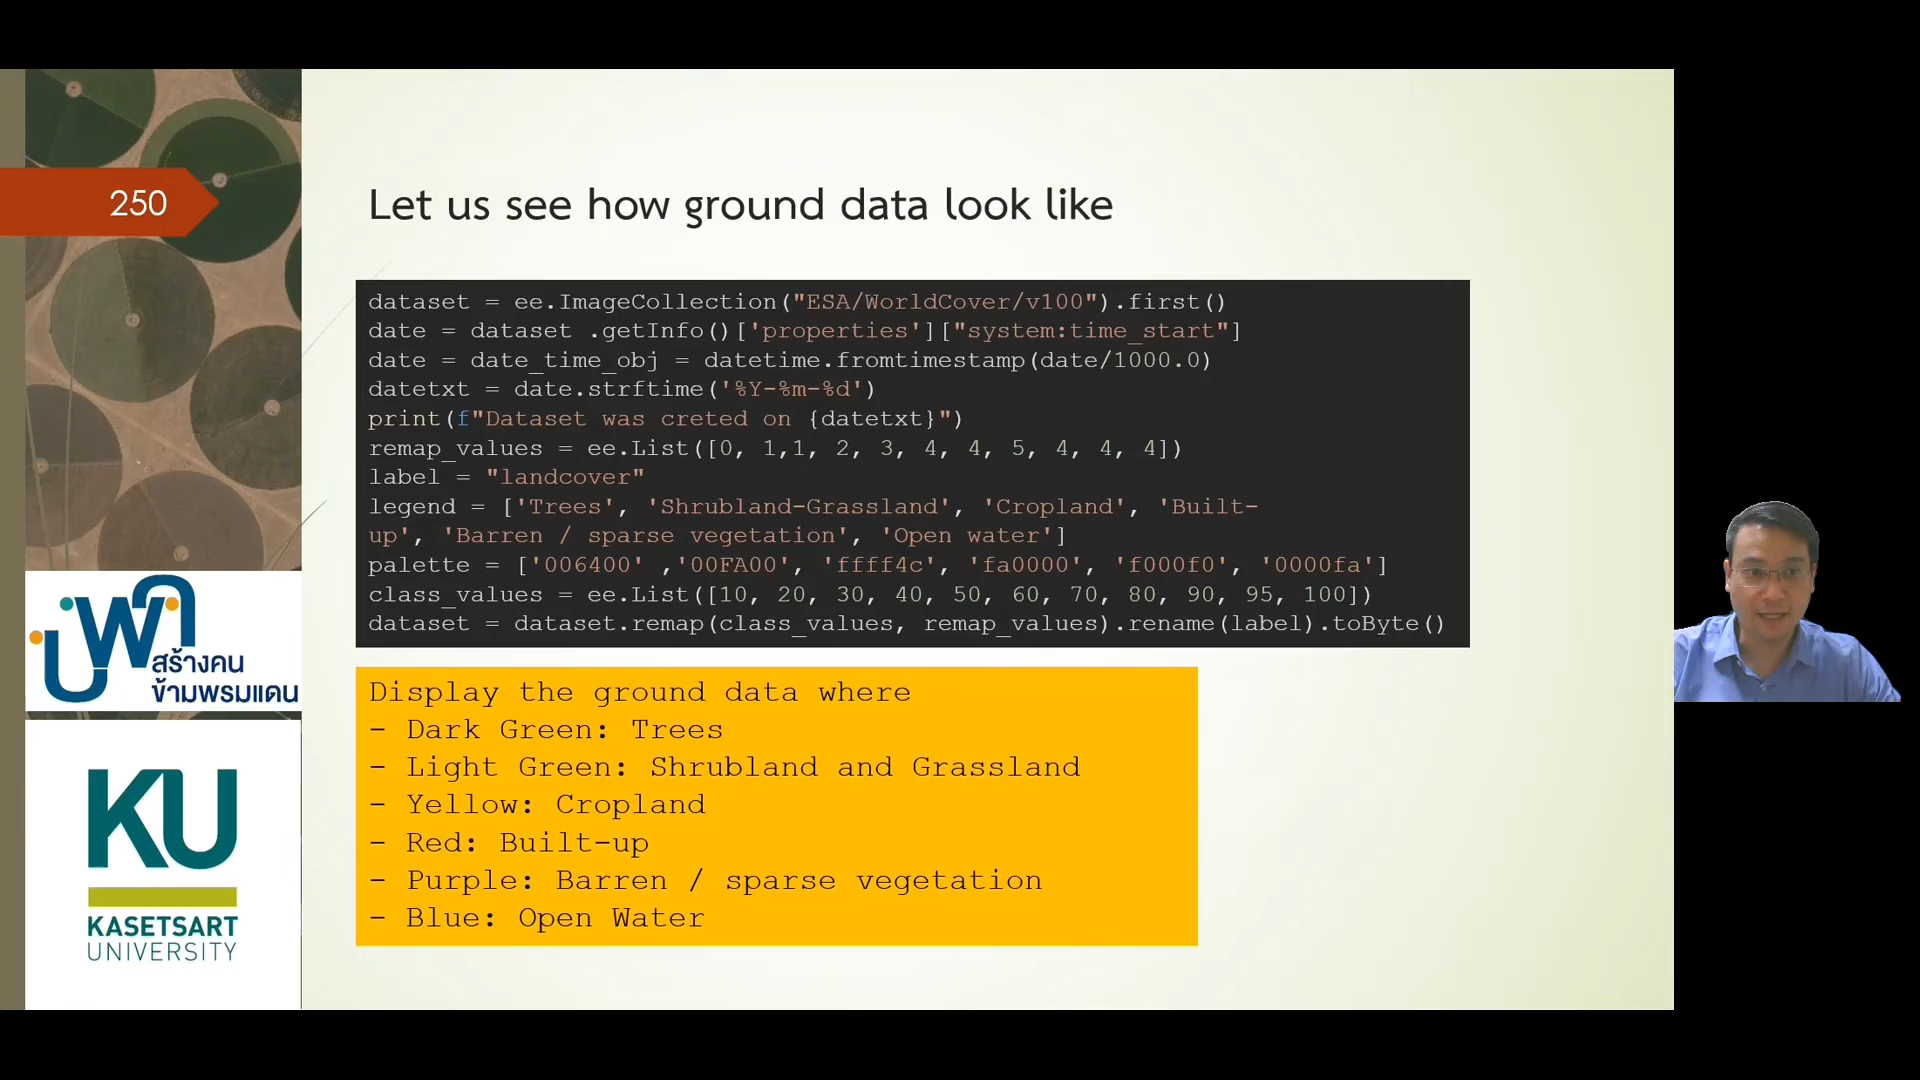 250
Let us see how ground data look like
dataset = ee.ImageCollection("ESA/WorldCover/v100").first()
date = dataset .getInfo()['properties']["system:time_start"]
date = date_time_obj = datetime.fromtimestamp(date/1000.0)
datetxt = date.strftime('%Y-%m-%d')
print(f"Dataset was creted on {datetxt}")
remap_values = ee.List([0, 1,1, 2, 3, 4, 4, 5, 4, 4, 4])
label = "landcover"
legend = ['Trees', 'Shrubland-Grassland', 'Cropland', 'Built-
up', 'Barren / sparse vegetation', 'Open water']
palette = ['006400' ,'00FA00', 'ffff4c', 'fa0000', 'f000f0', '0000fa']
class_values = ee.List([10, 20, 30, 40, 50, 60, 70, 80, 90, 95, 100])
dataset = dataset.remap(class_values, remap_values).rename(label).toByte()
Display the ground data where
- Dark Green: Trees
- Light Green: Shrubland and Grassland
- Yellow: Cropland
- Red: Built-up
- Purple: Barren / sparse vegetation
- Blue: Open Water
สร้างคน
ข้ามพรมแดน
KU
KASETSART
UNIVERSITY